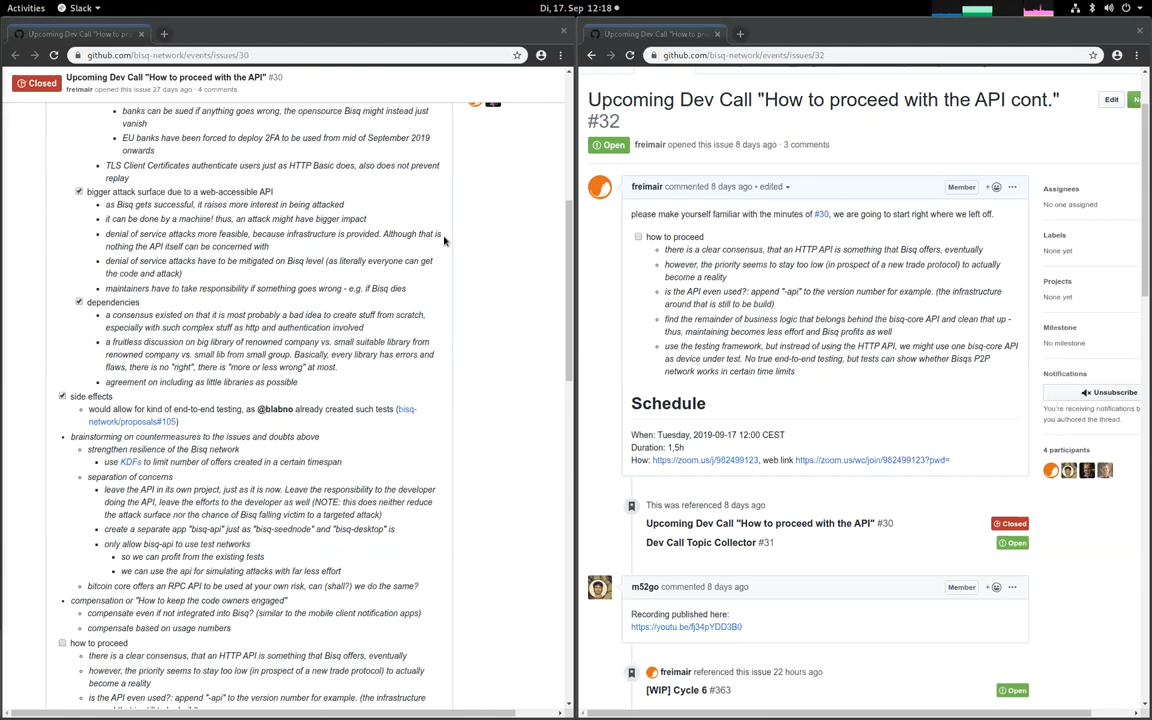 Activities
Slack
Di, 17. Sep 12:18
Upcoming Dev Call "How to pro
github.com/bisq-network/events/issues/30
Closed
Upcoming Dev Call "How to proceed with the API" #30
freimair opened this issue 27 days ago · 4 comments
banks can be sued if anything goes wrong, the opensource Bisq might instead just
vanish
EU banks have been forced to deploy 2FA to be used from mid of September 2019
onwards
TLS Client Certificates authenticate users just as HTTP Basic does, also does not prevent
replay
bigger attack surface due to a web-accessible API
as Bisq gets successful, it raises more interest in being attacked
it can be done by a machine! thus, an attack might have bigger impact
denial of service attacks more feasible, because infrastructure is provided. Although that is
nothing the API itself can be concerned with
denial of service attacks have to be mitigated on Bisq level (as literally everyone can get
the code and attack)
maintainers have to take responsibility if something goes wrong - e.g. if Bisq dies
dependencies
a consensus existed on that it is most probably a bad idea to create stuff from scratch,
especially with such complex stuff as http and authentication involved
a fruitless discussion on big library of renowned company vs. small suitable library from
renowned company vs. small lib from small group. Basically, every library has errors and
flaws, there is no "right", there is "more or less wrong" at most.
agreement on including as little libraries as possible
side effects
would allow for kind of end-to-end testing, as @blabno already created such tests (bisq-
network/proposals#105)
brainstorming on countermeasures to the issues and doubts above
strengthen resilience of the Bisq network
use KDFs to limit number of offers created in a certain timespan
separation of concerns
leave the API in its own project, just as it is now. Leave the responsibility to the developer
doing the API, leave the efforts to the developer as well (NOTE: this does neither reduce
the attack surface nor the chance of Bisq falling victim to a targeted attack)
create a separate app "bisq-api" just as "bisq-seednode" and "bisq-desktop" is
only allow bisq-api to use test networks
so we can profit from the existing tests
we can use the api for simulating attacks with far less effort
bitcoin core offers an RPC API to be used at your own risk, can (shall?) we do the same?
compensation or "How to keep the code owners engaged"
compensate even if not integrated into Bisq? (similar to the mobile client notification apps)
compensate based on usage numbers
how to proceed
there is a clear consensus, that an HTTP API is something that Bisq offers, eventually
however, the priority seems to stay too low (in prospect of a new trade protocol) to actually
become a reality
is the API even used?: append "-api" to the version number for example. (the infrastructure
Upcoming Dev Call "How to pro
github.com/bisq-network/events/issues/32
Upcoming Dev Call "How to proceed with the API cont."
#32
Edit
Open
freimair opened this issue 8 days ago · 3 comments
freimair commented 8 days ago • edited
Member
please make yourself familiar with the minutes of #30, we are going to start right where we left off.
how to proceed
there is a clear consensus, that an HTTP API is something that Bisq offers, eventually
however, the priority seems to stay too low (in prospect of a new trade protocol) to actually
become a reality
is the API even used?: append "-api" to the version number for example. (the infrastructure
around that is still to be build)
find the remainder of business logic that belongs behind the bisq-core API and clean that up -
thus, maintaining becomes less effort and Bisq profits as well
use the testing framework, but instead of using the HTTP API, we might use one bisq-core API
as device under test. No true end-to-end testing, but tests can show whether Bisqs P2P
network works in certain time limits
Schedule
When: Tuesday, 2019-09-17 12:00 CEST
Duration: 1,5h
How: https://zoom.us/j/982499123, web link https://zoom.us/wc/join/982499123?pwd=
This was referenced 8 days ago
Upcoming Dev Call "How to proceed with the API" #30
Closed
Dev Call Topic Collector #31
Open
m52go commented 8 days ago
Member
Recording published here:
https://youtu.be/fj34pYDD3B0
freimair referenced this issue 22 hours ago
[WIP] Cycle 6 #363
Open
Assignees
No one assigned
Labels
None yet
Projects
None yet
Milestone
No milestone
Notifications
Unsubscribe
You're receiving notifications b
you authored the thread.
4 participants